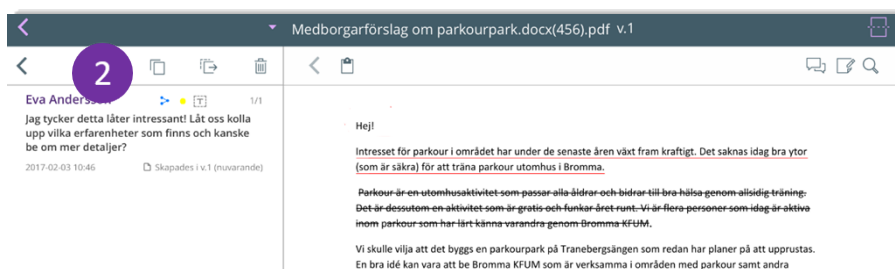 Medborgarförslag om parkourpark.docx(456).pdf v.1
2
Eva Andersson
1/1
Jag tycker detta låter intressant! Låt oss kolla
upp vilka erfarenheter som finns och kanske
be om mer detaljer?
2017-02-03 10:46
Skapades i v.1 (nuvarande)
Hej!
Intresset för parkour i området har under de senaste åren växt fram kraftigt. Det saknas idag bra ytor
(som är säkra) för att träna parkour utomhus i Bromma.
Parkour är en utomhusaktivitet som passar alla åldrar och bidrar till bra hälsa genom allsidig träning.
Det är dessutom en aktivitet som är gratis och funkar året runt. Vi är flera personer som idag är aktiva
inom parkour som har lärt känna varandra genom Bromma KFUM.
Vi skulle vilja att det byggs en parkourpark på Tranebergsängen som redan har planer på att upprustas.
En bra idé kan vara att be Bromma KFUM som är verksamma i områden med parkour samt andra